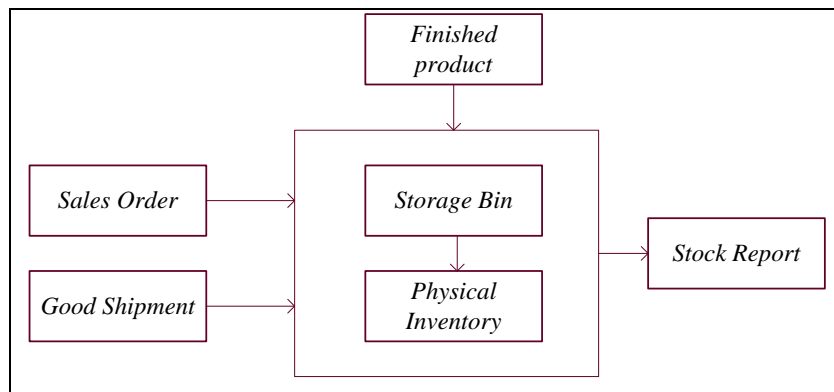 Finished
product
Sales Order
Storage Bin
Stock Report
Good Shipment
Physical
Inventory